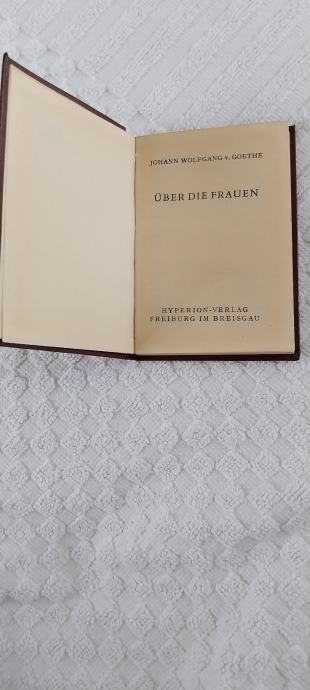 JOHANN WOLFGANG v. GOETHE
ÜBER DIE FRAUEN
HYPERION-VERLAG
FREIBURG IM BREISGAU